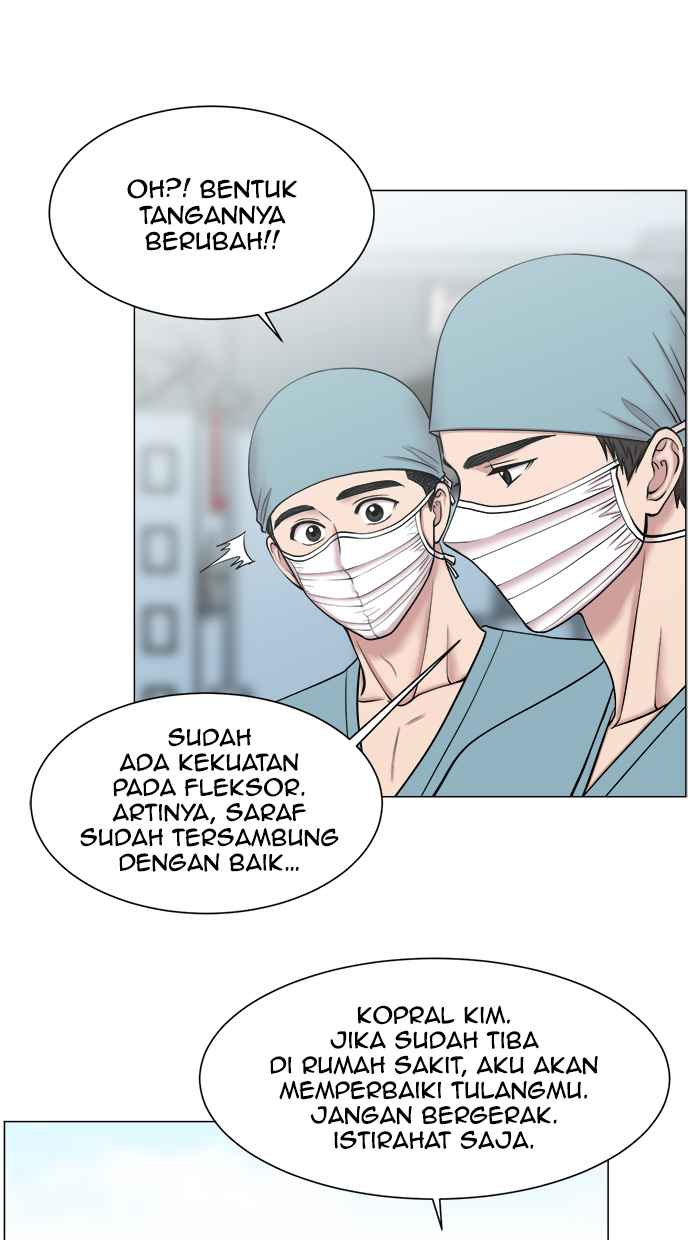 OH?! BENTUK
TANGANNYA
BERUBAH!!
SUDAH
ADA KEKUATAN
PADA FLEKSOR.
ARTINYA, SARAF
SUDAH TERSAMBUNG
DENGAN BAIK...
KOPRAL KIM.
JIKA SUDAH TIBA
DI RUMAH SAKIT, AKU AKAN
MEMPERBAIKI TULANGMU.
JANGAN BERGERAK.
ISTIRAHAT SAJA.